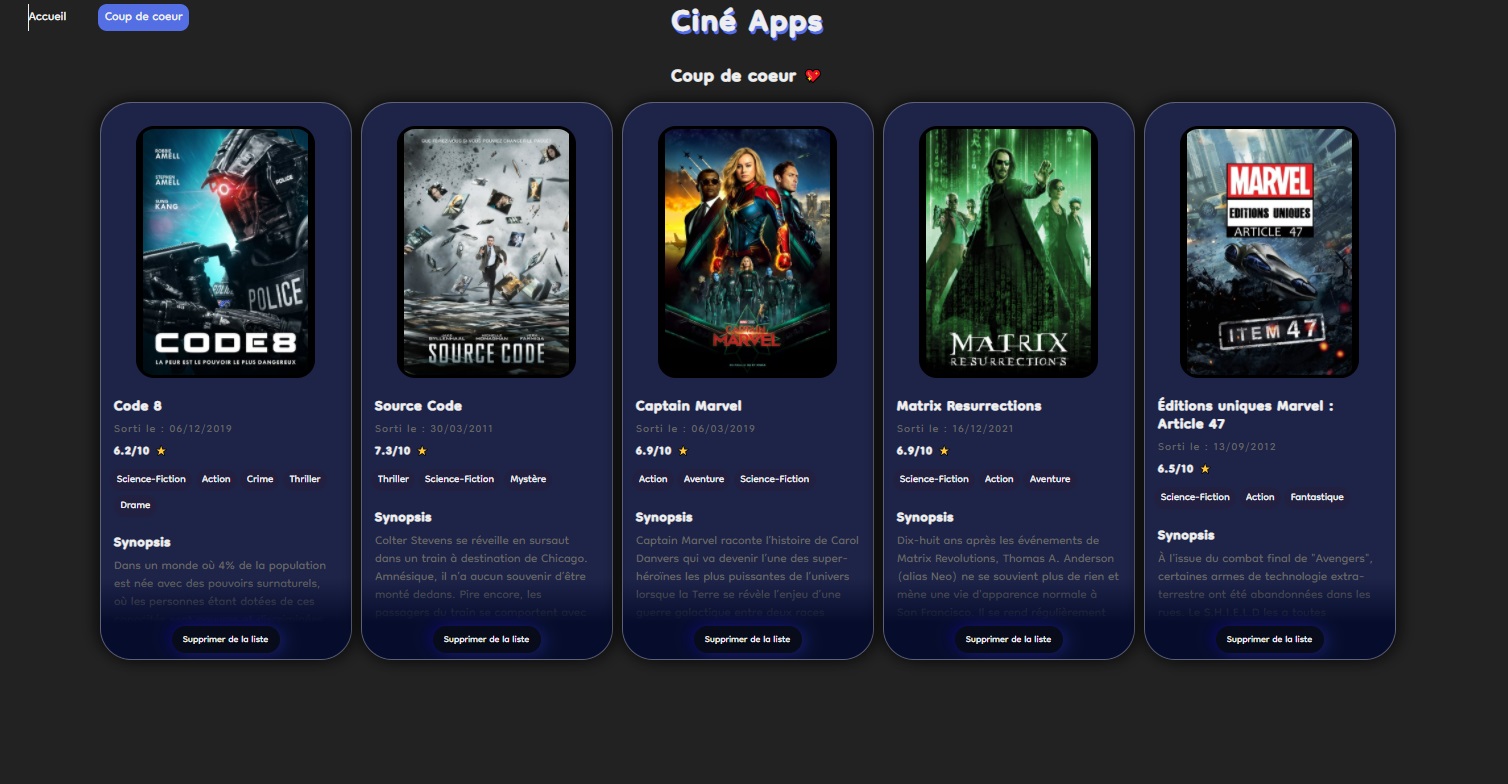 Accueil
Coup de coeur
Ciné Apps
Coup de coeur
ROBBIE
AMELL
STEPHEN
AMELL
SUNG
KANG
POLICE
POLICE
CODE8
LA PEUR EST LE POUVOIR LE PLUS DANGEREUX
Code 8
Sorti le : 06/12/2019
6.2/10
Science-Fiction Action Crime Thriller
Drame
Synopsis
Dans un monde où 4% de la population
est née avec des pouvoirs surnaturels,
où les personnes étant dotées de ces
Supprimer de la liste
SOURCE CODE
Source Code
Sorti le : 30/03/2011
7.3/10
Thriller Science-Fiction Mystère
Synopsis
Colter Stevens se réveille en sursaut
dans un train à destination de Chicago.
Amnésique, il n'a aucun souvenir d'être
monté dedans. Pire encore, les
passagers du train se comportent avec
Supprimer de la liste
CAPTAIN
MARVEL
Captain Marvel
Sorti le : 06/03/2019
6.9/10
Action Aventure Science-Fiction
Synopsis
Captain Marvel raconte l'histoire de Carol
Danvers qui va devenir l'une des super-
héroïnes les plus puissantes de l'univers
lorsque la Terre se révèle l'enjeu d'une
guerre galactique entre deux races
Supprimer de la liste
MATRIX
RESURRECTIONS
Matrix Resurrections
Sorti le : 16/12/2021
6.9/10
Science-Fiction Action Aventure
Synopsis
Dix-huit ans après les événements de
Matrix Revolutions, Thomas A. Anderson
(alias Neo) ne se souvient plus de rien et
mène une vie d'apparence normale à
San Francisco. Il se rend régulièrement
Supprimer de la liste
MARVEL
EDITIONS UNIQUES
ARTICLE 47
ITEM 47
Éditions uniques Marvel :
Article 47
Sorti le : 13/09/2012
6.5/10
Science-Fiction Action Fantastique
Synopsis
À l'issue du combat final de "Avengers",
certaines armes de technologie extra-
terrestre ont été abandonnées dans les
rues. Le S.H.I.E.L.D les a toutes
Supprimer de la liste